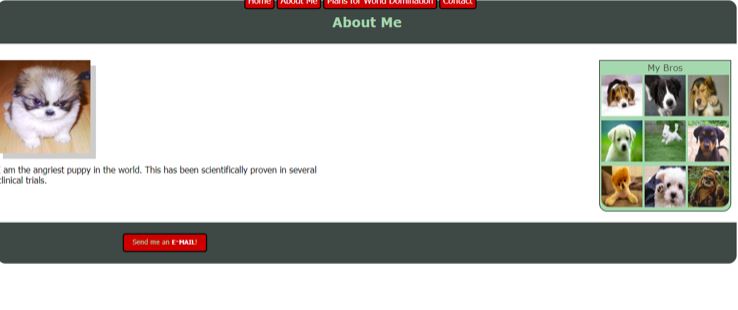 Home About Me Plans for World Domination Contact
About Me
My Bros
I am the angriest puppy in the world. This has been scientifically proven in several
clinical trials.
Send me an E-MAIL!